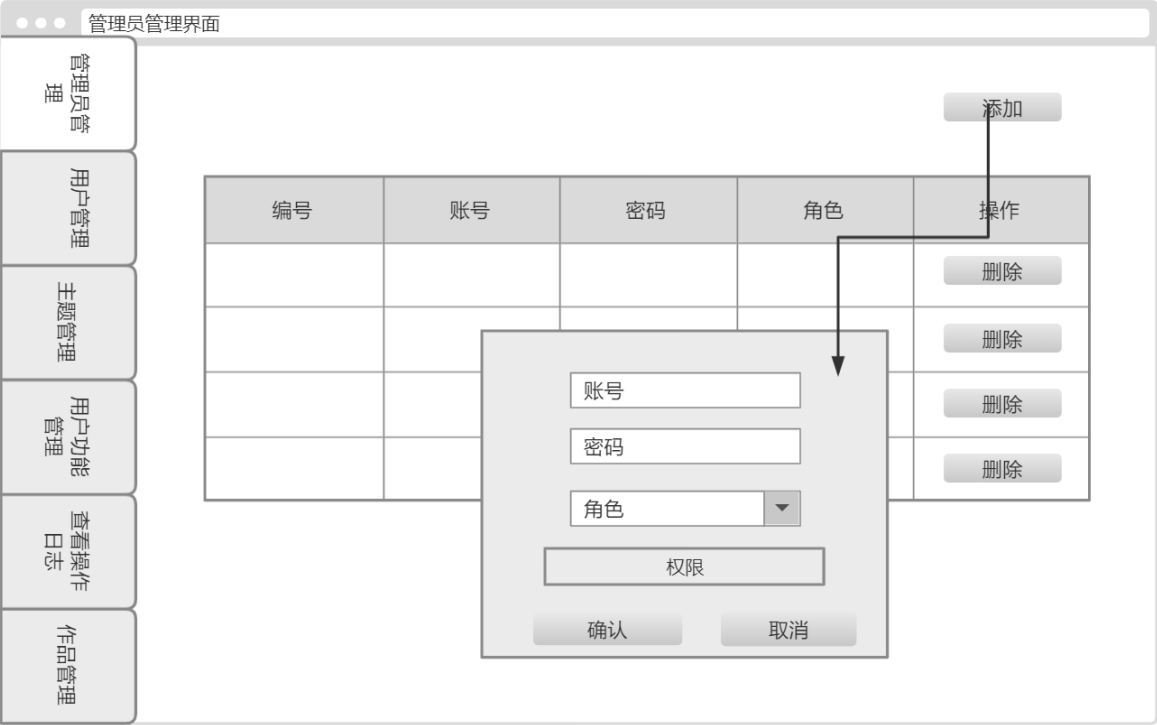 管理员管理界面
管理员管
理
用户管理
主题管理
用户功能
管理
查看操作
日志
作品管理
添加
编号 账号 密码 角色 操作
删除
删除
删除
删除
账号
密码
角色
权限
确认 取消